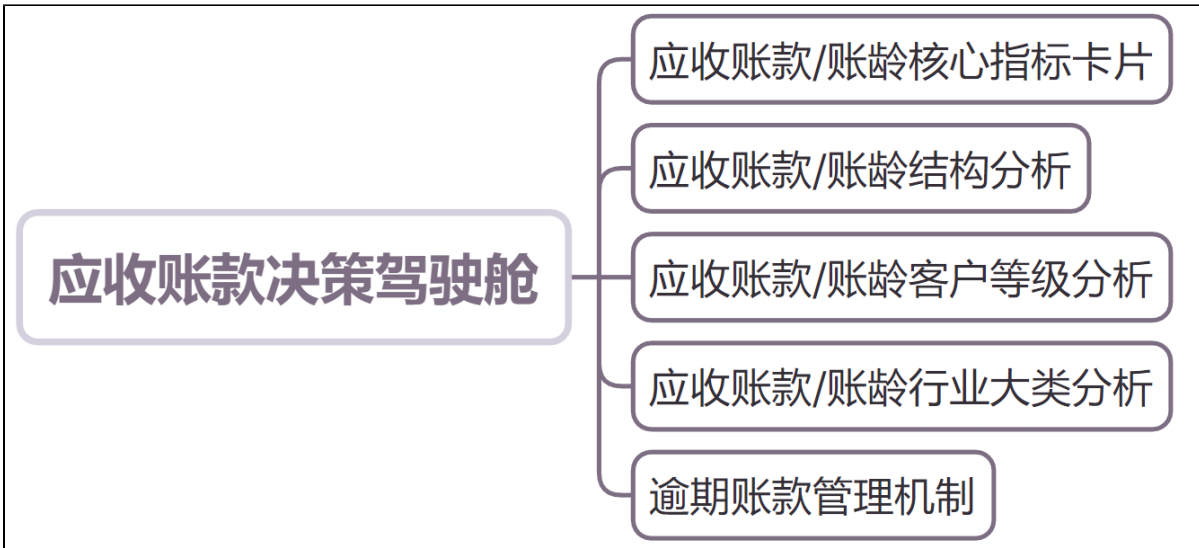 应收账款/账龄核心指标卡片
应收账款/账龄结构分析
应收账款决策驾驶舱
应收账款/账龄客户等级分析
应收账款/账龄行业大类分析
逾期账款管理机制